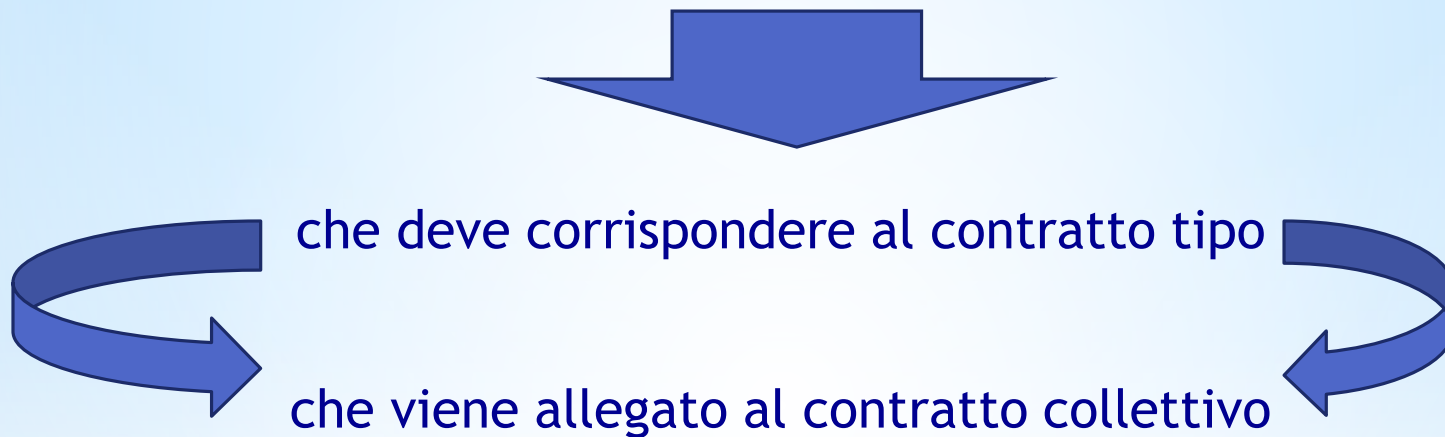 che deve corrispondere al contratto tipo
che viene allegato al contratto collettivo